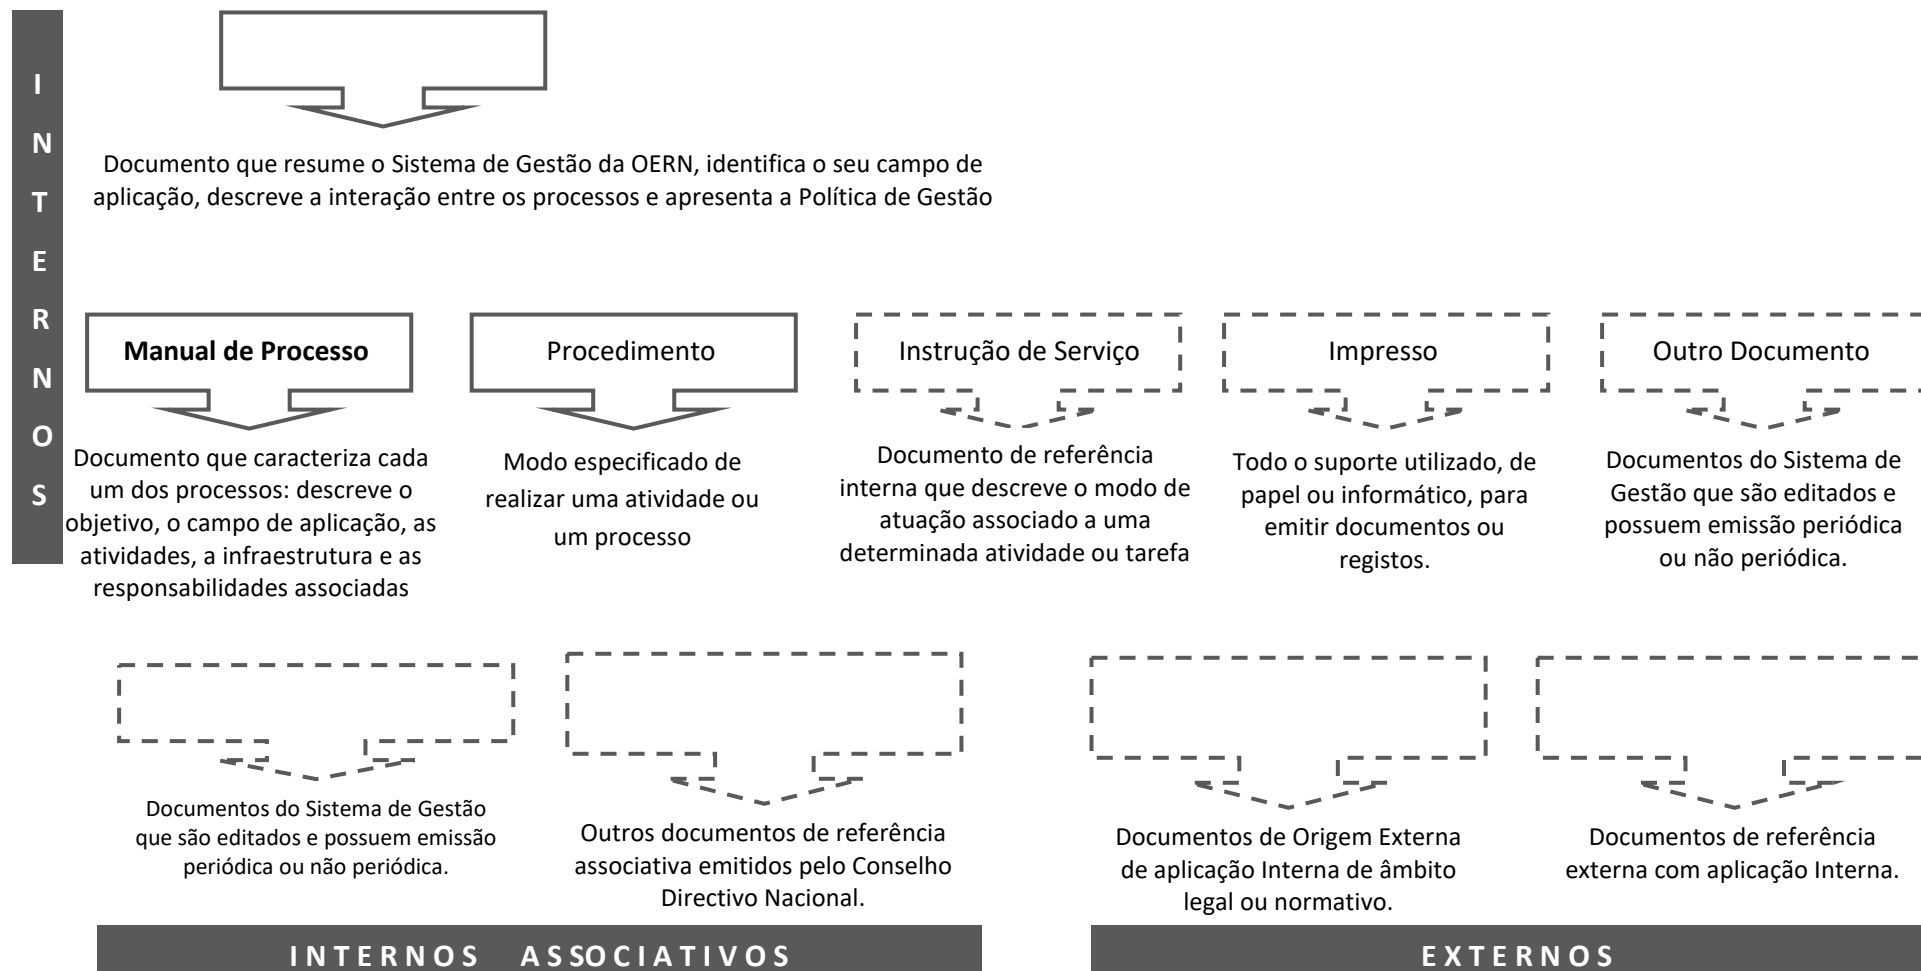 INTERNOS
Documento que resume o Sistema de Gestão da OERN, identifica o seu campo de
aplicação, descreve a interação entre os processos e apresenta a Política de Gestão
Manual de Processo
Documento que caracteriza cada
um dos processos: descreve o
objetivo, o campo de aplicação, as
atividades, a infraestrutura e as
responsabilidades associadas
Procedimento
Modo especificado de
realizar uma atividade ou
um processo
Instrução de Serviço
Documento de referência
interna que descreve o modo de
atuação associado a uma
determinada atividade ou tarefa
Impresso
Todo o suporte utilizado, de
papel ou informático, para
emitir documentos ou
registos.
Outro Documento
Documentos do Sistema de
Gestão que são editados e
possuem emissão periódica
ou não periódica.
Documentos do Sistema de Gestão
que são editados e possuem emissão
periódica ou não periódica.
Outros documentos de referência
associativa emitidos pelo Conselho
Directivo Nacional.
INTERNOS ASSOCIATIVOS
Documentos de Origem Externa
de aplicação Interna de âmbito
legal ou normativo.
Documentos de referência
externa com aplicação Interna.
EXTERNOS